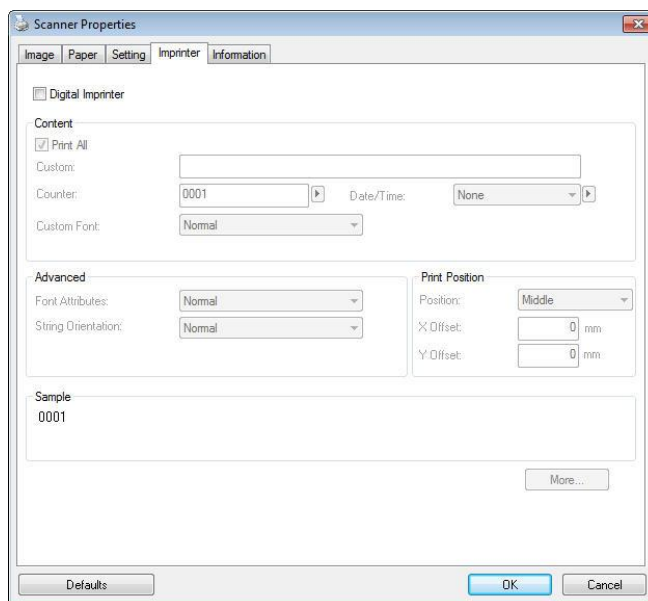 Scanner Properties
Image Paper Setting Imprinter Information
Digital Imprinter
Content
Print All
Custom:
Counter: 0001 Date/Time: None
Custom Font: Normal
Advanced
Font Attributes: Normal
String Orientation: Normal
Print Position
Position: Middle
X Offset: 0 mm
Y Offset: 0 mm
Sample
0001
More...
Defaults OK Cancel